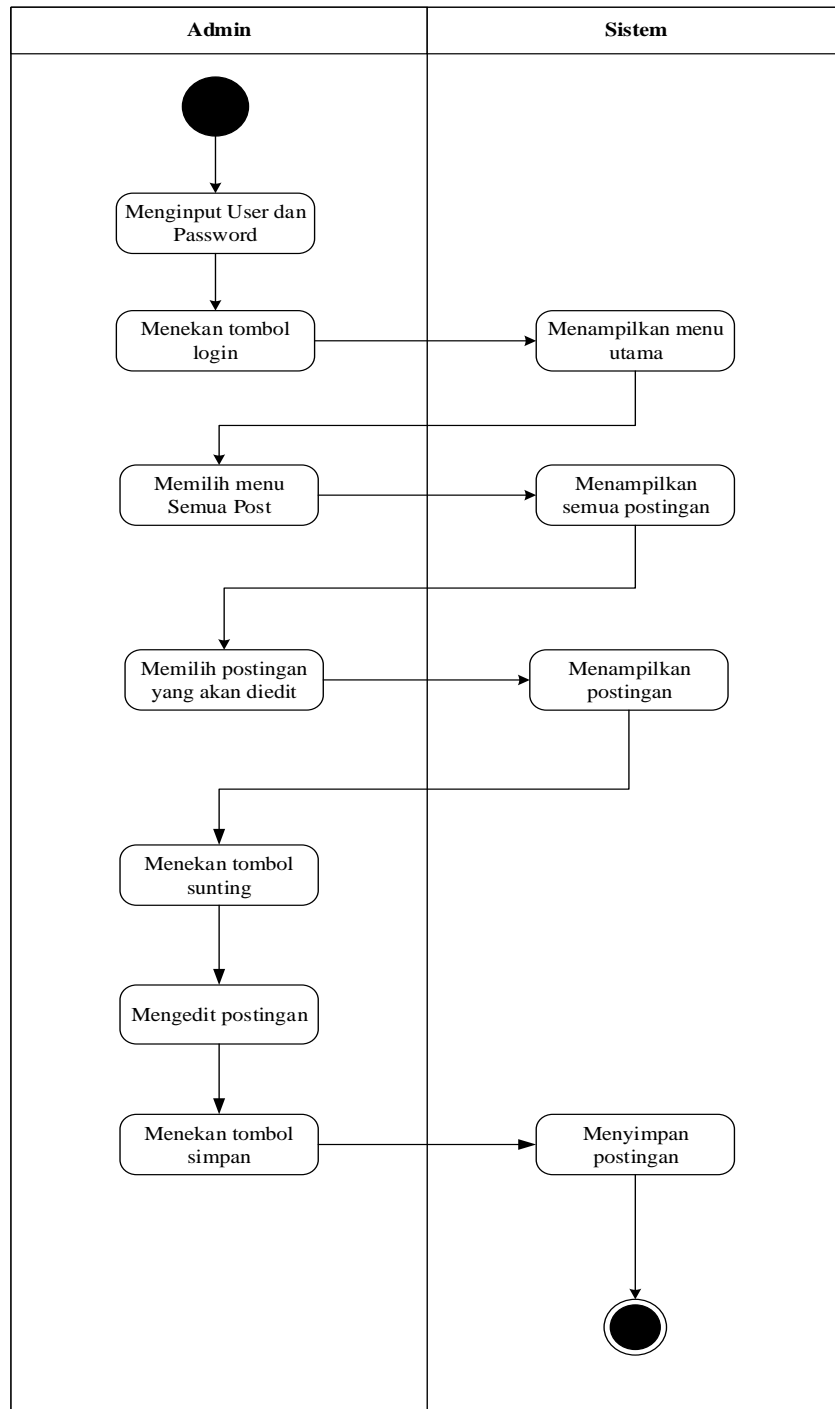 Admin
Sistem
Menginput User dan
Password
Menekan tombol
login
Menampilkan menu
utama
Memilih menu
Semua Post
Menampilkan
semua postingan
Memilih postingan
yang akan diedit
Menampilkan
postingan
Menekan tombol
sunting
Mengedit postingan
Menekan tombol
simpan
Menyimpan
postingan